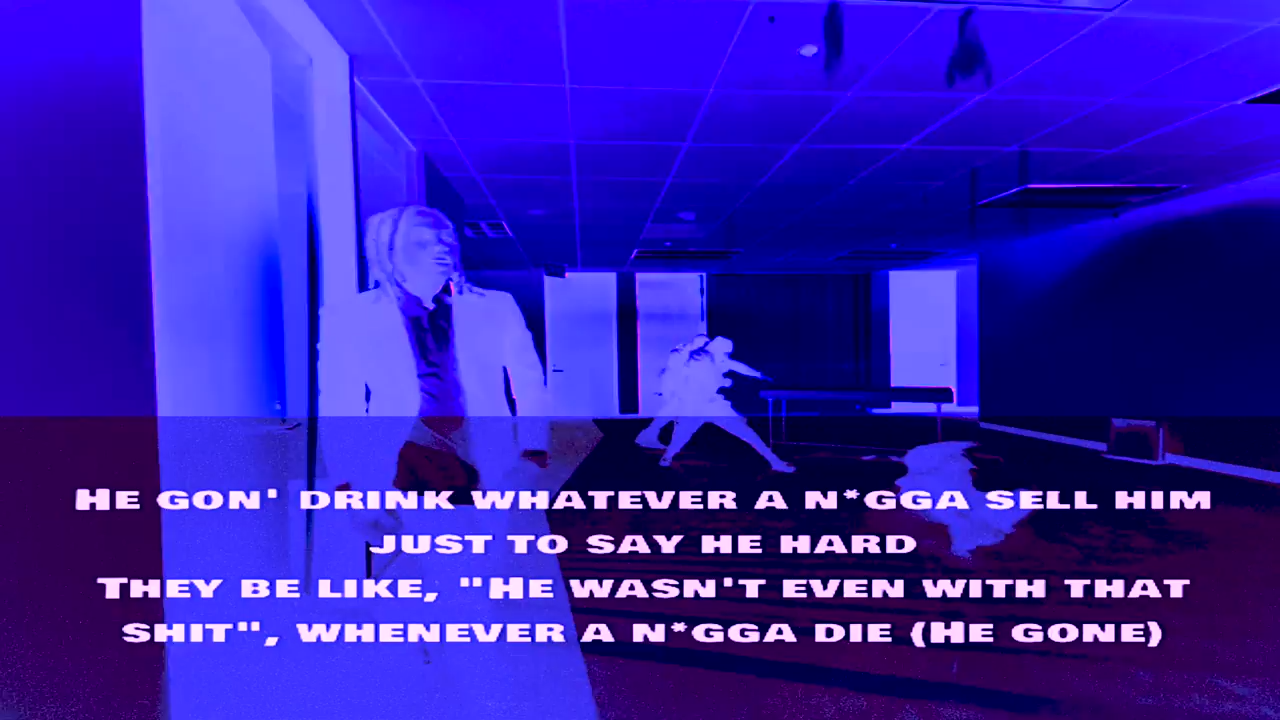 He gon' drink whatever a n*gga sell him
just to say he hard
They be like, "He wasn't even with that
shit", whenever a n*gga die (He gone)